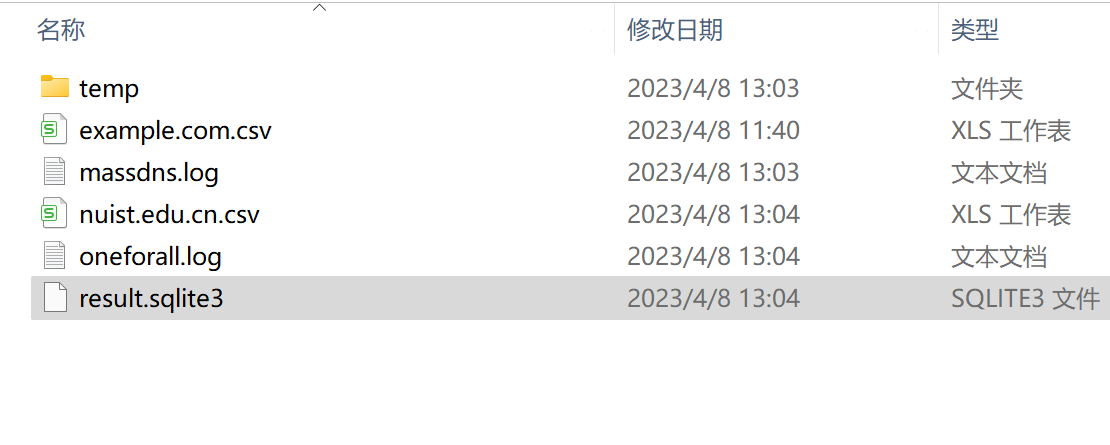 名称 修改日期 类型
temp 2023/4/8 13:03 文件夹
example.com.csv 2023/4/8 11:40 XLS 工作表
massdns.log 2023/4/8 13:03 文本文档
nuist.edu.cn.csv 2023/4/8 13:04 XLS 工作表
oneforall.log 2023/4/8 13:04 文本文档
result.sqlite3 2023/4/8 13:04 SQLITE3 文件